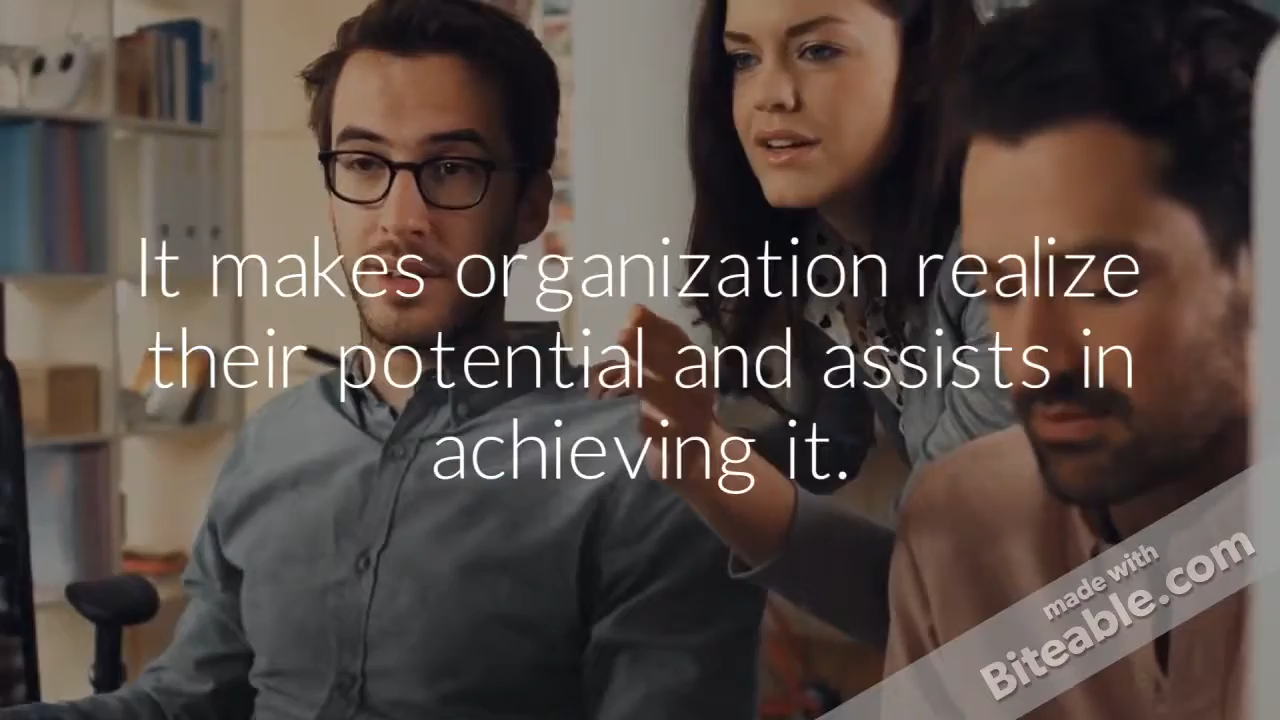 It makes organization realize
their potential and assists in
achieving it.
made with
Biteable.com